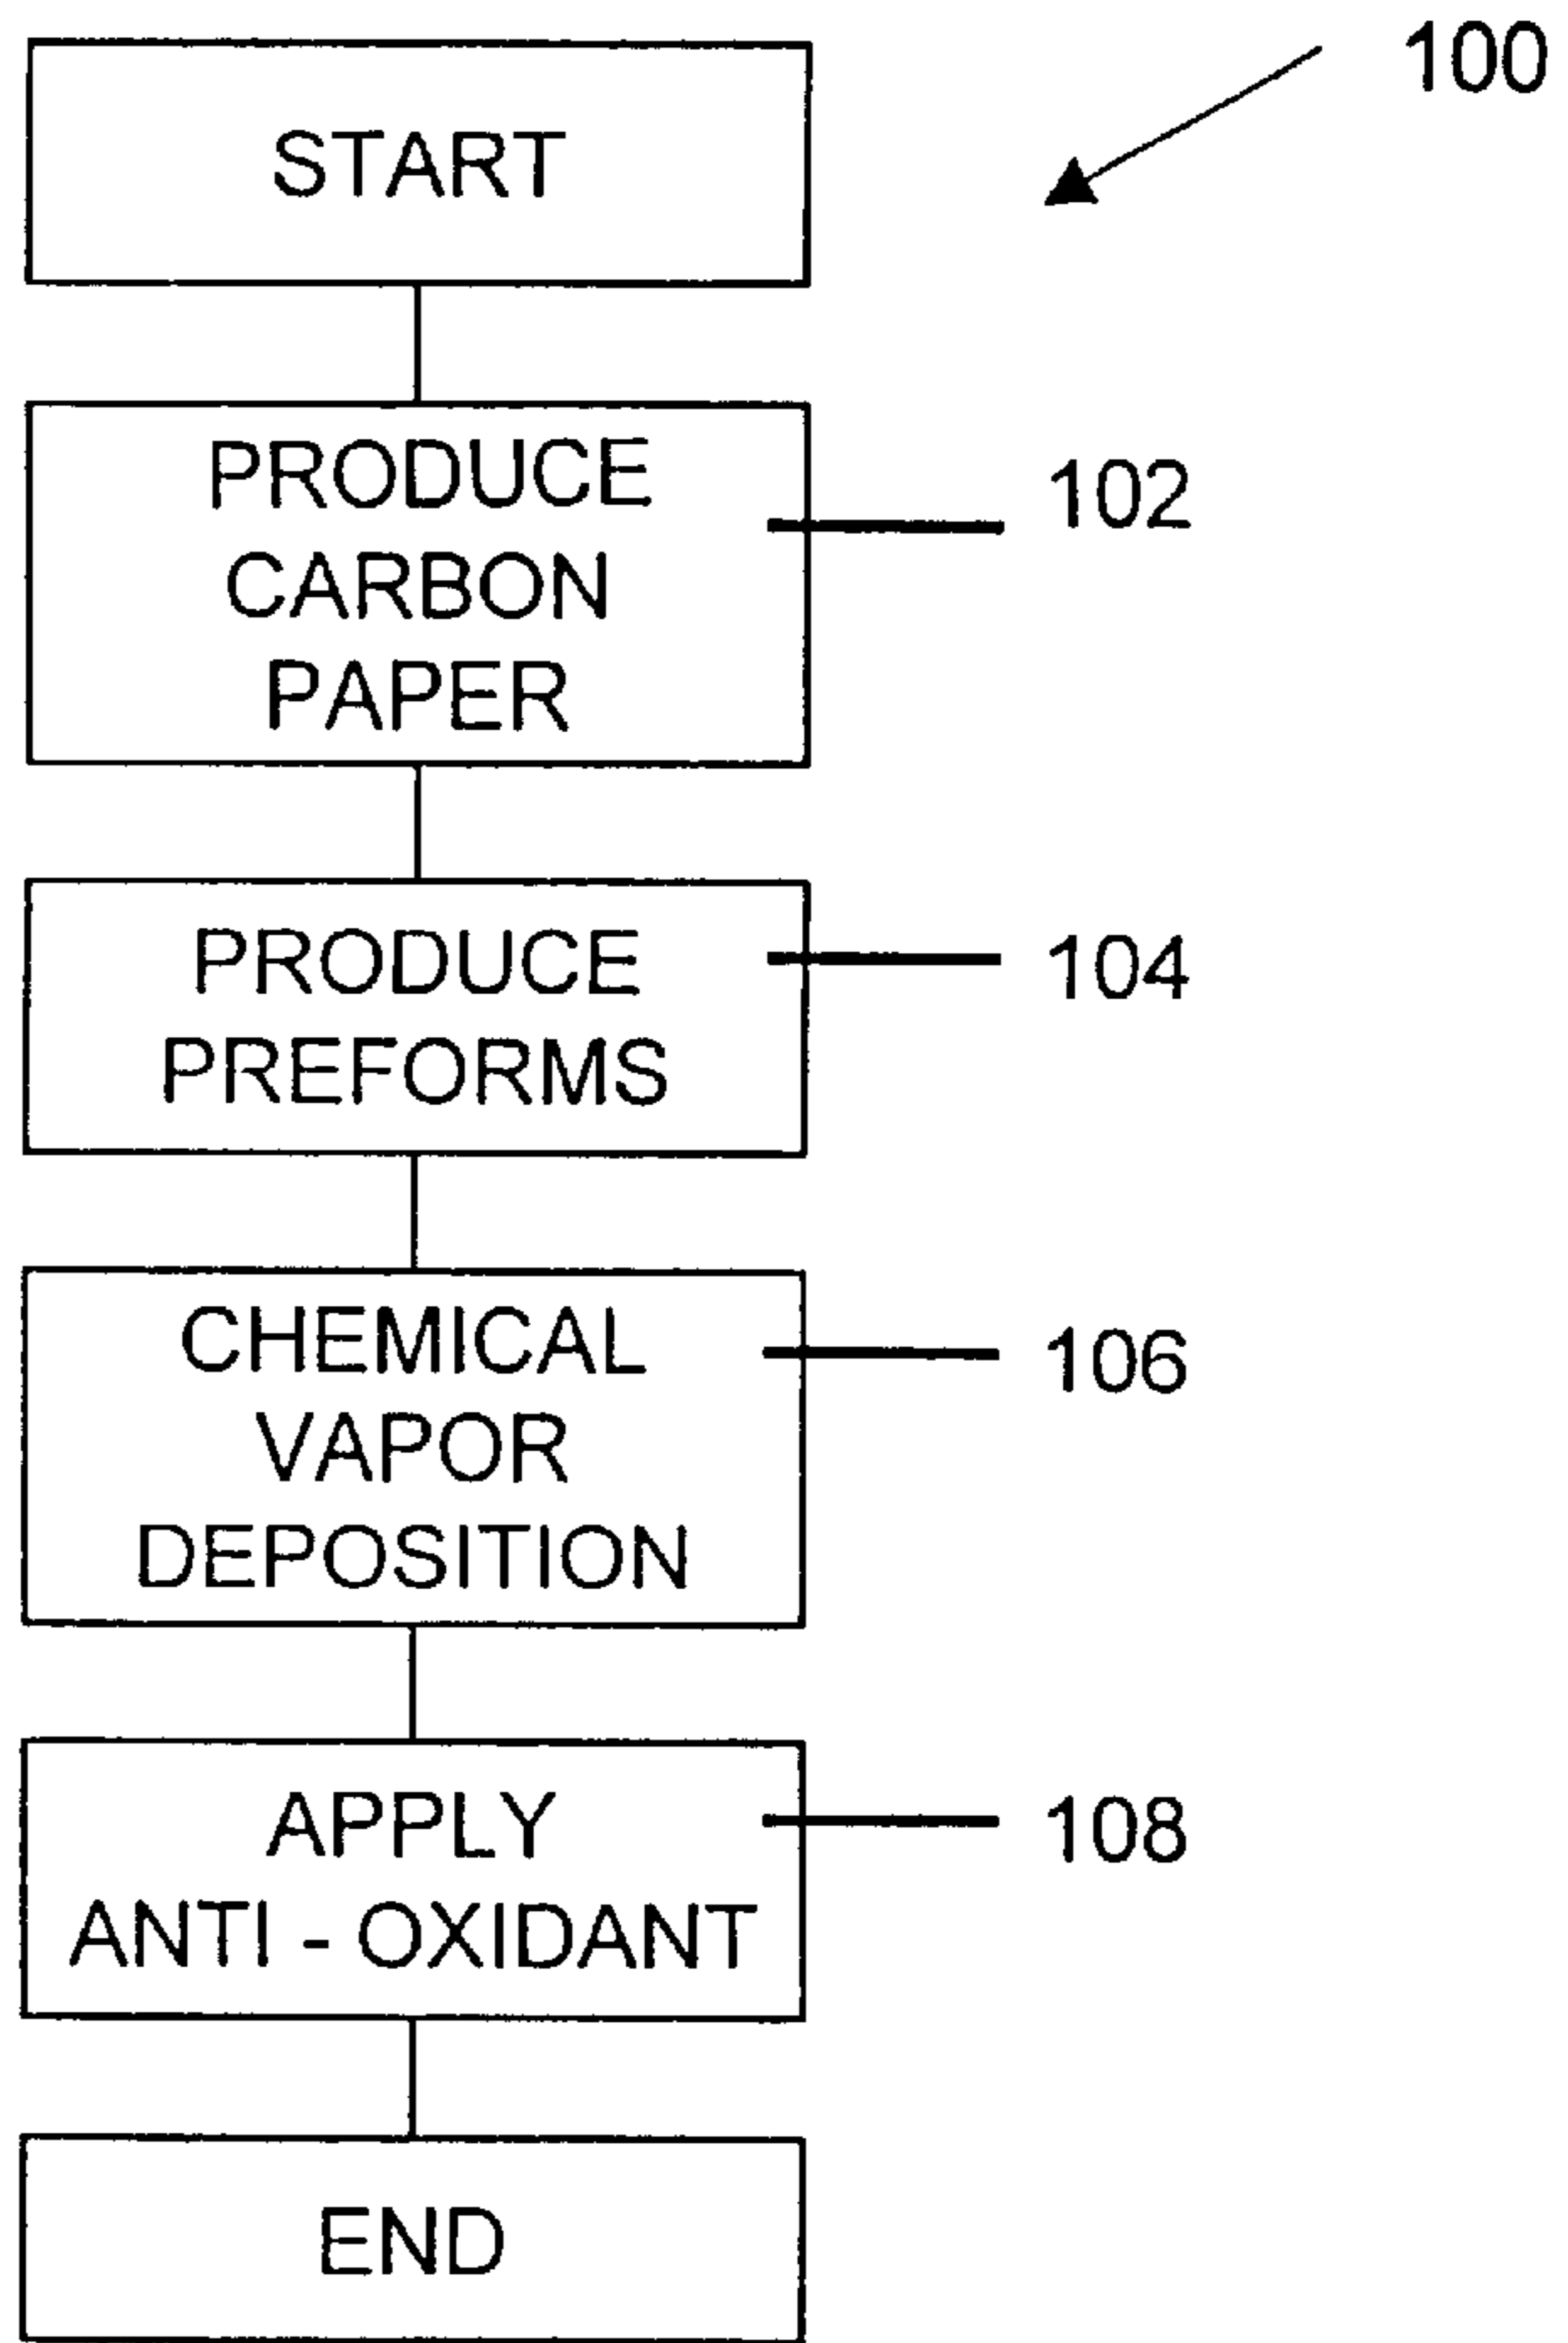 START
100
PRODUCE
CARBON
PAPER
102
PRODUCE
PREFORMS
104
CHEMICAL
VAPOR
DEPOSITION
106
APPLY
ANTI - OXIDANT
108
END